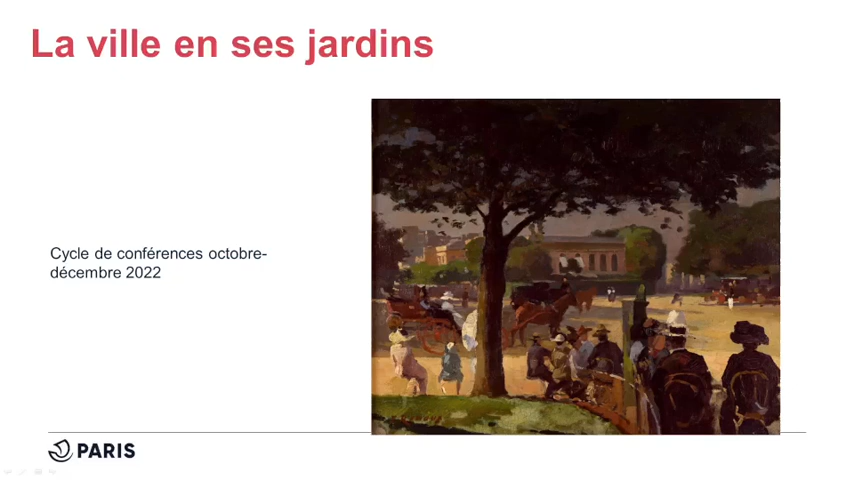 La ville en ses jardins
Cycle de conférences octobre-
décembre 2022
PARIS